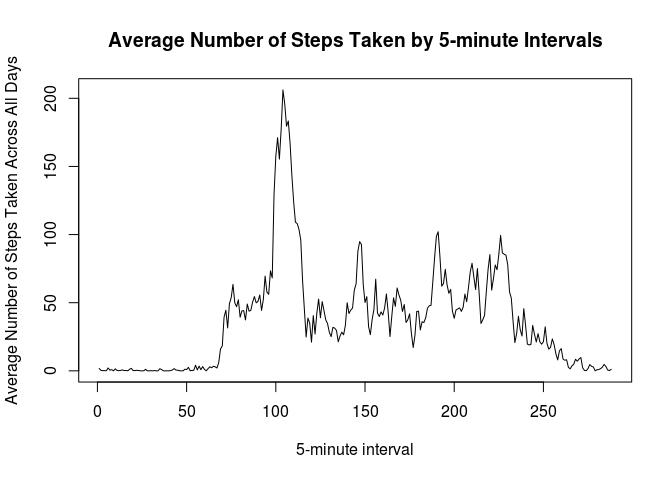 Average Number of Steps Taken by 5-minute Intervals
Average Number of Steps Taken Across All Days
200
150
100
50
0
0 50 100 150 200 250
5-minute interval